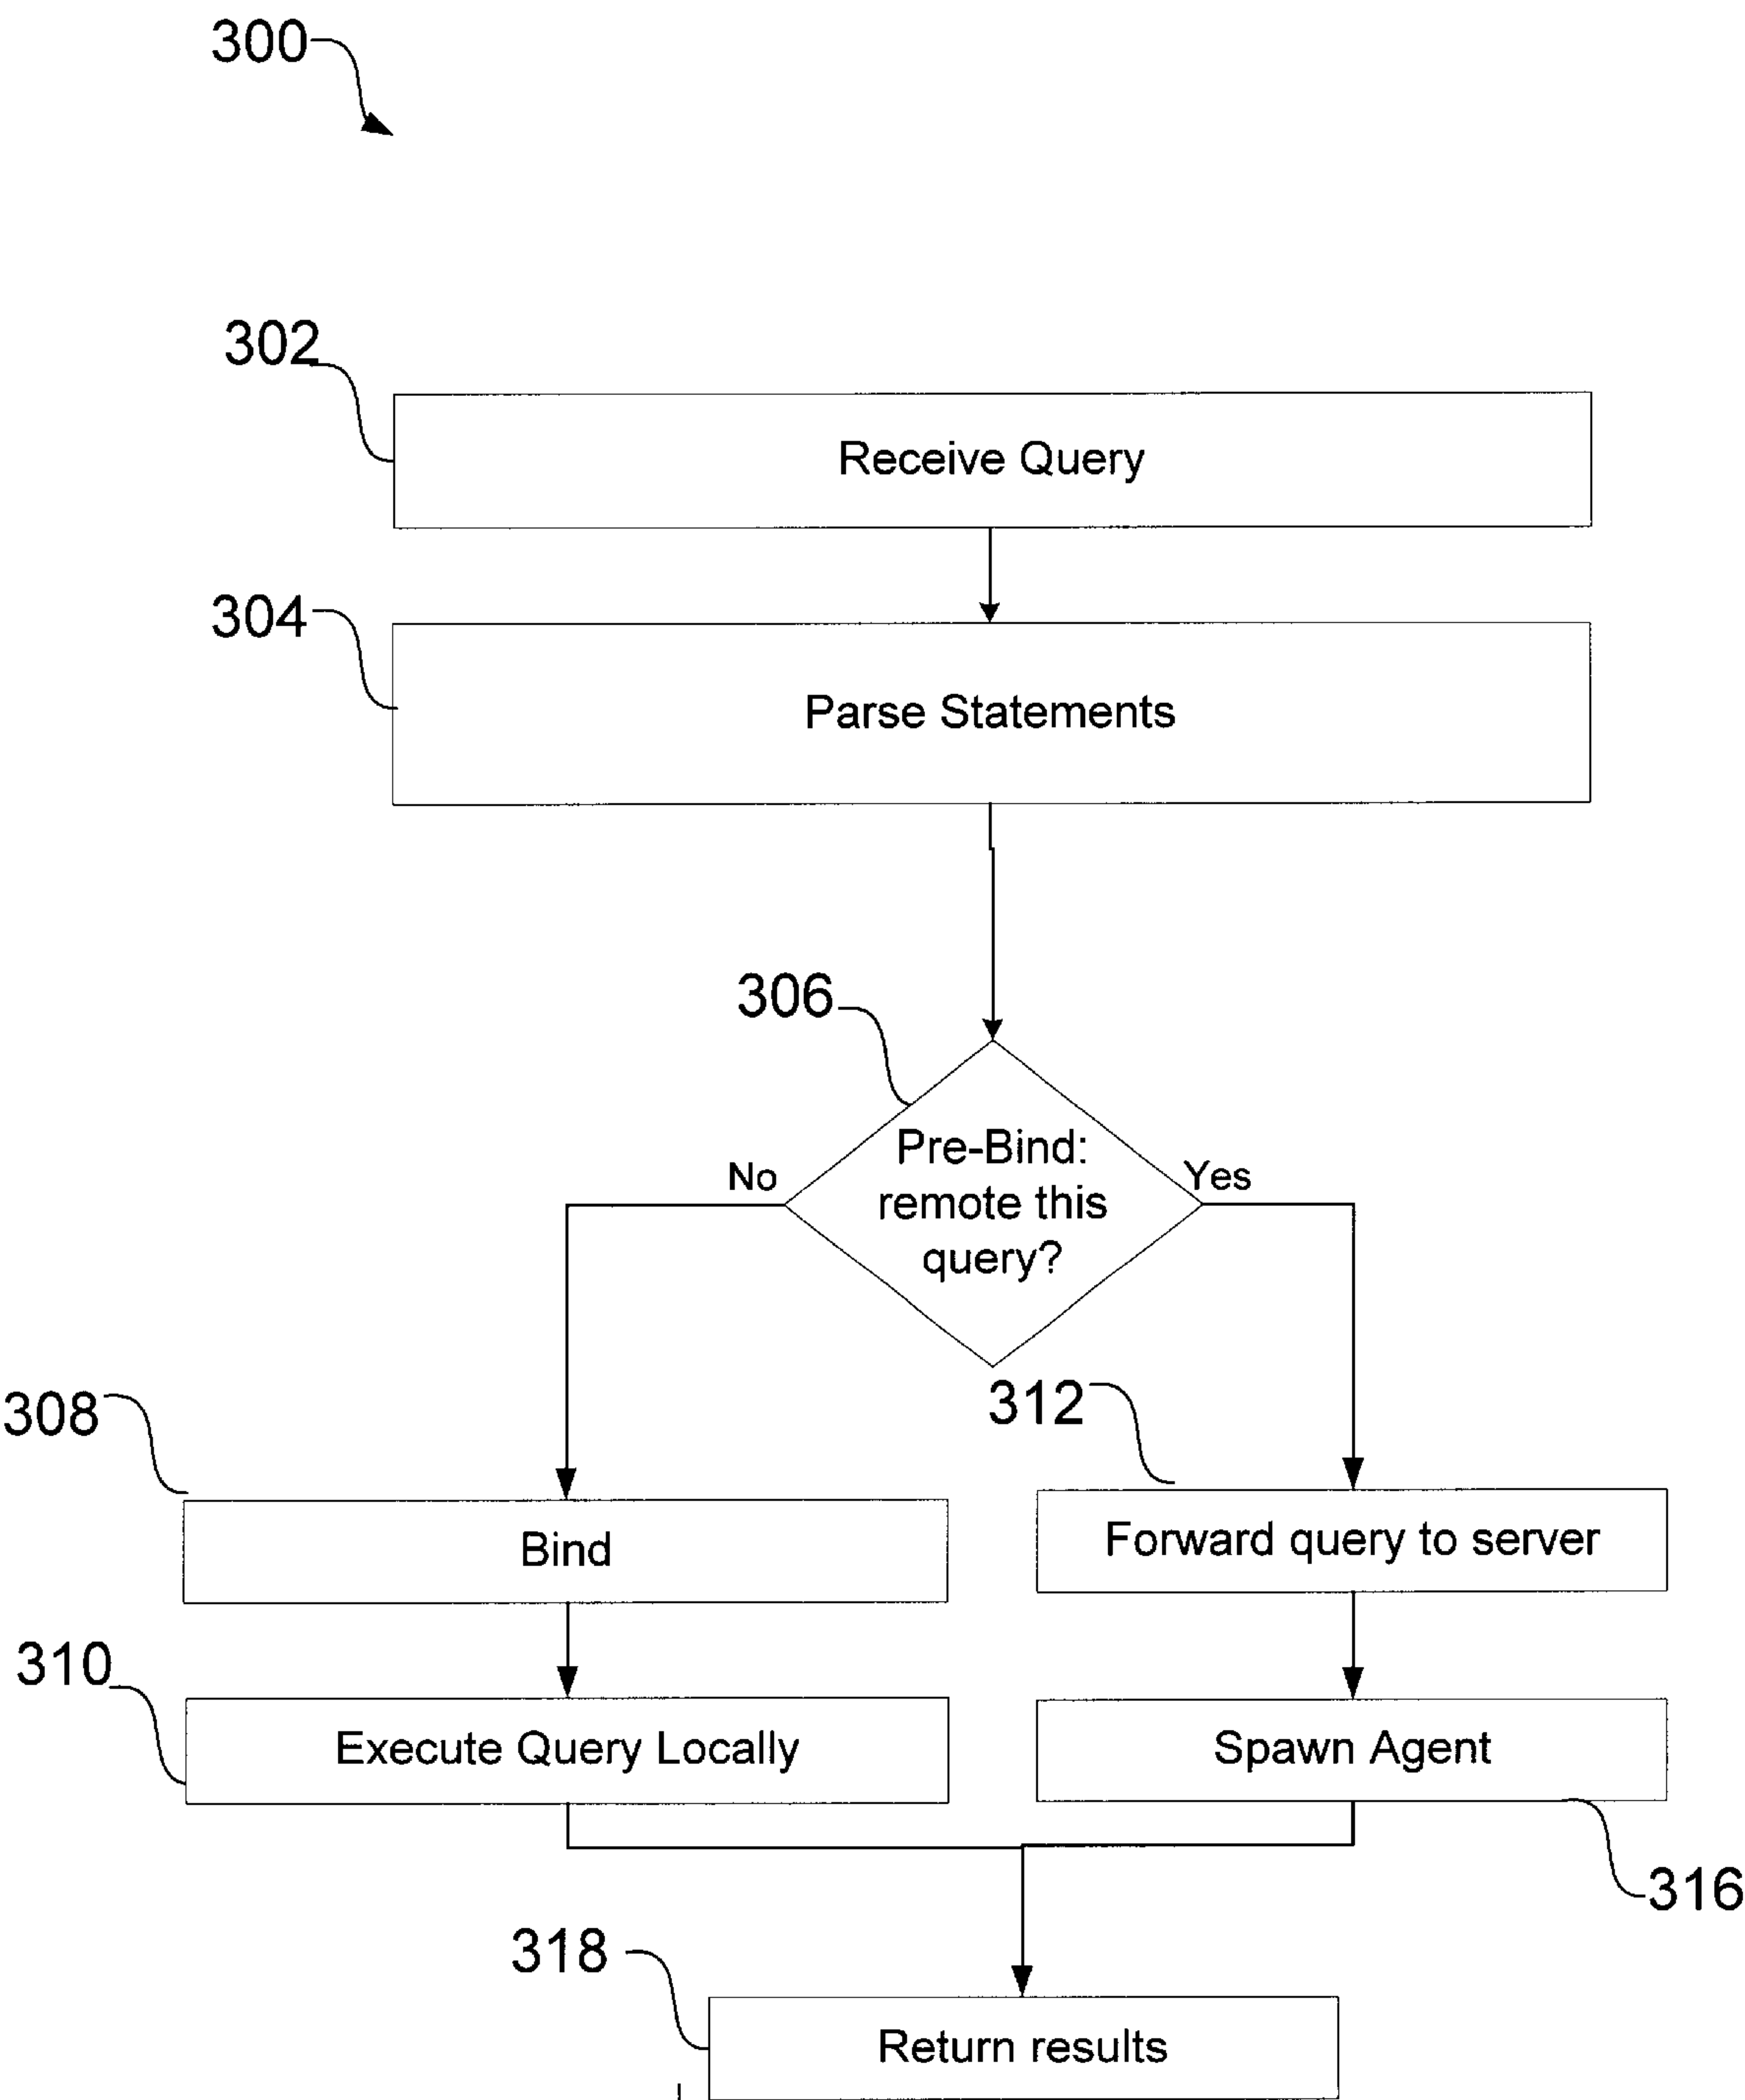 300
302
Receive Query
304
Parse Statements
306
Pre-Bind:
remote this
query?
No
Yes
308
312
Bind
Forward query to server
310
Execute Query Locally
Spawn Agent
316
318
Return results